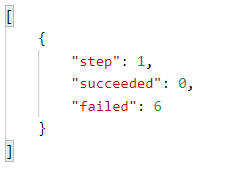 [
    {
        "step": 1,
        "succeeded": 0,
        "failed": 6
    }
]